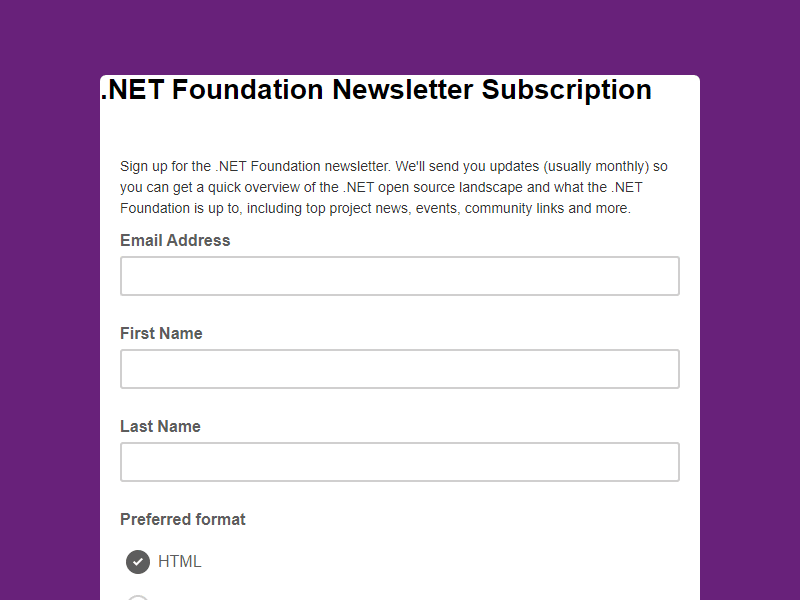 .NET Foundation Newsletter Subscription
Sign up for the .NET Foundation newsletter. We'll send you updates (usually monthly) so
you can get a quick overview of the .NET open source landscape and what the .NET
Foundation is up to, including top project news, events, community links and more.
Email Address
First Name
Last Name
Preferred format
HTML